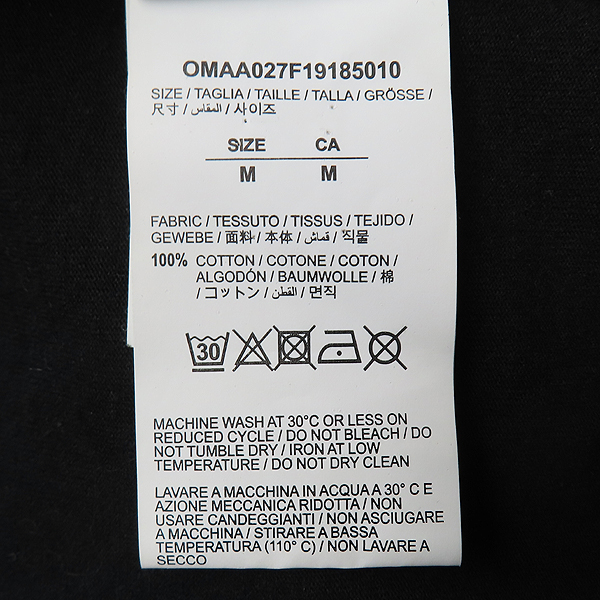 OMAA027F19185010
SIZE / TAGLIA / TAILLE / TALLA / GRÖSSE /
尺寸 / المقاس / 사이즈
SIZE CA
M M
FABRIC / TESSUTO / TISSUS / TEJIDO /
GEWEBE / 面料 / 本体 / قماش / 직물
100% COTTON / COTONE / COTON /
ALGODÓN / BAUMWOLLE / 棉
/ コットン / القطن / 면직
30
MACHINE WASH AT 30°C OR LESS ON
REDUCED CYCLE / DO NOT BLEACH / DO
NOT TUMBLE DRY / IRON AT LOW
TEMPERATURE / DO NOT DRY CLEAN
LAVARE A MACCHINA IN ACQUA A 30° C E
AZIONE MECCANICA RIDOTTA / NON
USARE CANDEGGIANTI / NON ASCIUGARE
A MACCHINA / STIRARE A BASSA
TEMPERATURA (110° C) / NON LAVARE A
SECCO